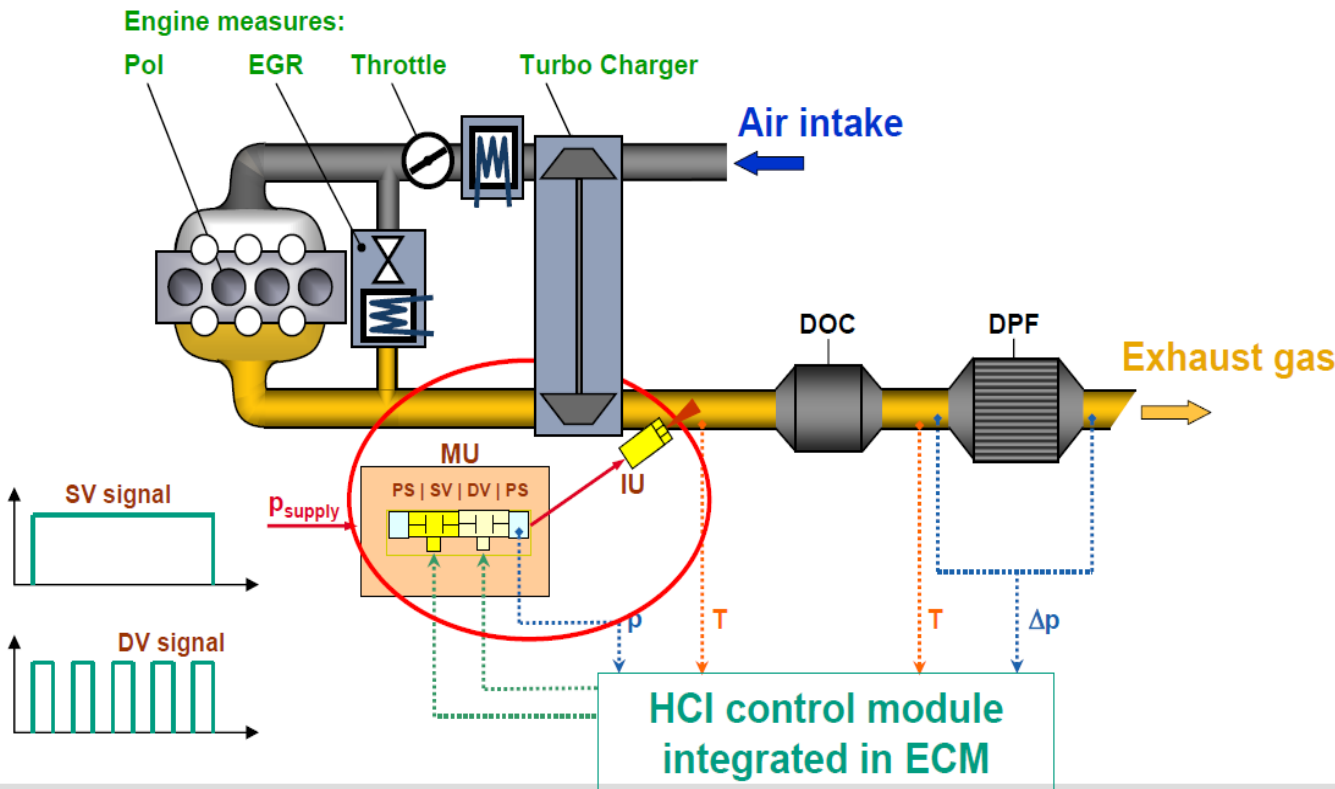 Engine measures:
Pol EGR Throttle Turbo Charger
Air intake
DOC DPF
Exhaust gas
MU
IU
PS | SV | DV | PS
SV signal
psupply
DV signal
p T T Δp
HCI control module
integrated in ECM